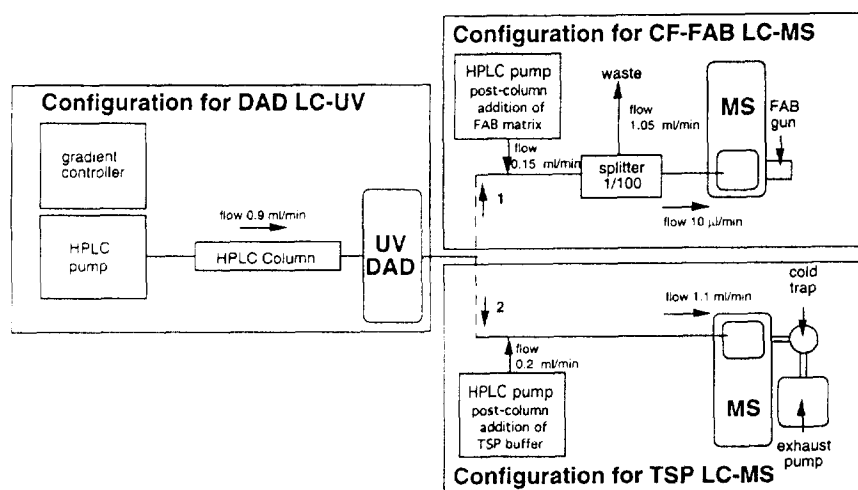 Configuration for DAD LC-UV
gradient
controller
HPLC
pump
flow 0.9 ml/min
HPLC Column
UV
DAD
Configuration for CF-FAB LC-MS
HPLC pump
post-column
addition of
FAB matrix
flow
0.15 ml/min
1
waste
flow
1.05 ml/min
splitter
1/100
flow 10 µl/min
MS
FAB
gun
2
flow
0.2 ml/min
HPLC pump
post-column
addition of
TSP buffer
flow 1.1 ml/min
MS
cold
trap
exhaust
pump
Configuration for TSP LC-MS